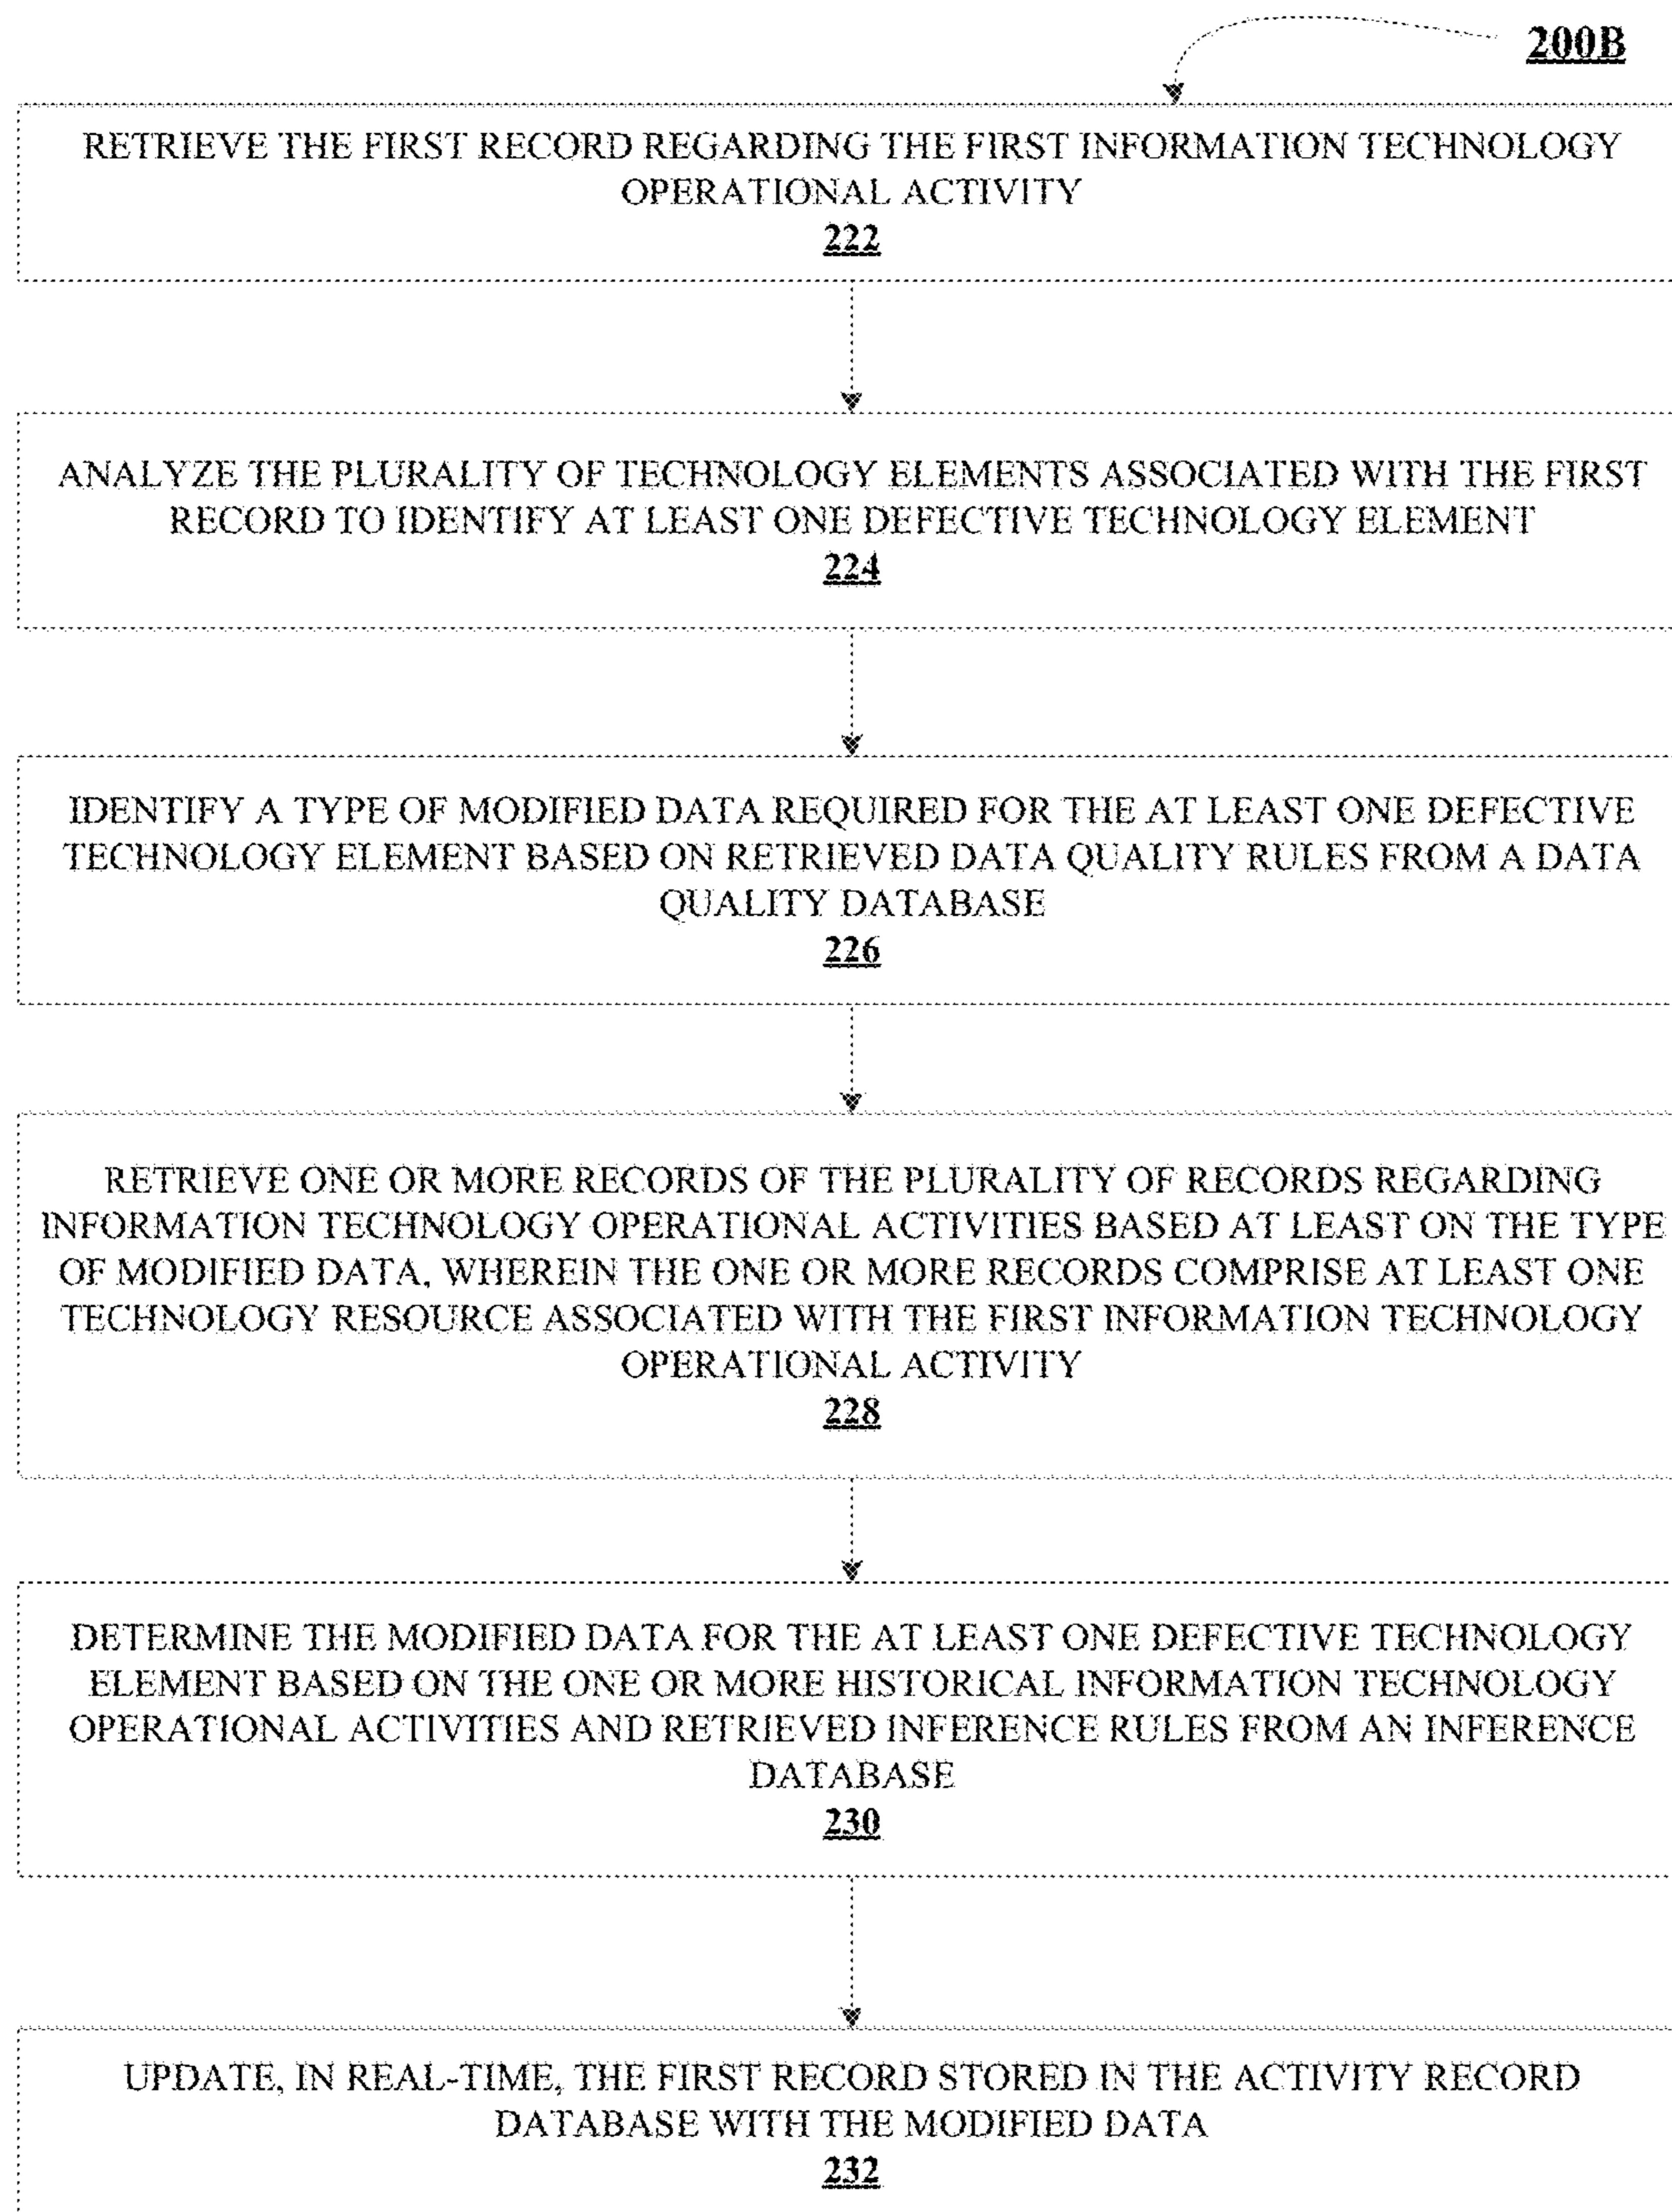 200B
RETRIEVE THE FIRST RECORD REGARDING THE FIRST INFORMATION TECHNOLOGY
OPERATIONAL ACTIVITY
222
ANALYZE THE PLURALITY OF TECHNOLOGY ELEMENTS ASSOCIATED WITH THE FIRST
RECORD TO IDENTIFY AT LEAST ONE DEFECTIVE TECHNOLOGY ELEMENT
224
IDENTIFY A TYPE OF MODIFIED DATA REQUIRED FOR THE AT LEAST ONE DEFECTIVE
TECHNOLOGY ELEMENT BASED ON RETRIEVED DATA QUALITY RULES FROM A DATA
QUALITY DATABASE
226
RETRIEVE ONE OR MORE RECORDS OF THE PLURALITY OF RECORDS REGARDING
INFORMATION TECHNOLOGY OPERATIONAL ACTIVITIES BASED AT LEAST ON THE TYPE
OF MODIFIED DATA, WHEREIN THE ONE OR MORE RECORDS COMPRISE AT LEAST ONE
TECHNOLOGY RESOURCE ASSOCIATED WITH THE FIRST INFORMATION TECHNOLOGY
OPERATIONAL ACTIVITY
228
DETERMINE THE MODIFIED DATA FOR THE AT LEAST ONE DEFECTIVE TECHNOLOGY
ELEMENT BASED ON THE ONE OR MORE HISTORICAL INFORMATION TECHNOLOGY
OPERATIONAL ACTIVITIES AND RETRIEVED INFERENCE RULES FROM AN INFERENCE
DATABASE
230
UPDATE, IN REAL-TIME, THE FIRST RECORD STORED IN THE ACTIVITY RECORD
DATABASE WITH THE MODIFIED DATA
232